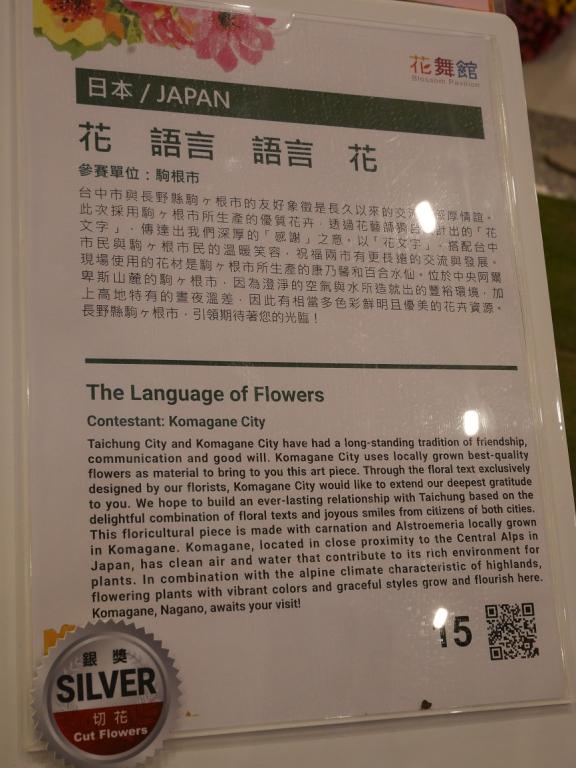 花舞館
Blossom Pavilion
日本 / JAPAN
花 語言 語言 花
參賽單位：駒根市
台中市與長野縣駒ヶ根市的友好象徵是長久以來的交流 深厚情誼。
此次採用駒ヶ根市所生產的優質花卉，透過花藝師獨自 計出的「花
文字」，傳達出我們深厚的「感謝」之意。以「花文字」，搭配台中
市民與駒ヶ根市民的溫暖笑容，祝福兩市有更長遠的交流與發展。
現場使用的花材是駒ヶ根市所生產的康乃馨和百合水仙。位於中央阿爾
卑斯山麓的駒ヶ根市，因為澄淨的空氣與水所造就出的豐裕環境，加
上高地特有的晝夜溫差，因此有相當多色彩鮮明且優美的花卉資源。
長野縣駒ヶ根市，引領期待著您的光臨！
The Language of Flowers
Contestant: Komagane City
Taichung City and Komagane City have had a long-standing tradition of friendship,
communication and good will. Komagane City uses locally grown best-quality
flowers as material to bring to you this art piece. Through the floral text exclusively
designed by our florists, Komagane City would like to extend our deepest gratitude
to you. We hope to build an ever-lasting relationship with Taichung based on the
delightful combination of floral texts and joyous smiles from citizens of both cities.
This floricultural piece is made with carnation and Alstroemeria locally grown
in Komagane. Komagane, located in close proximity to the Central Alps in
Japan, has clean air and water that contribute to its rich environment for
plants. In combination with the alpine climate characteristic of highlands,
flowering plants with vibrant colors and graceful styles grow and flourish here.
Komagane, Nagano, awaits your visit!
15
銀獎
SILVER
切花
Cut Flowers